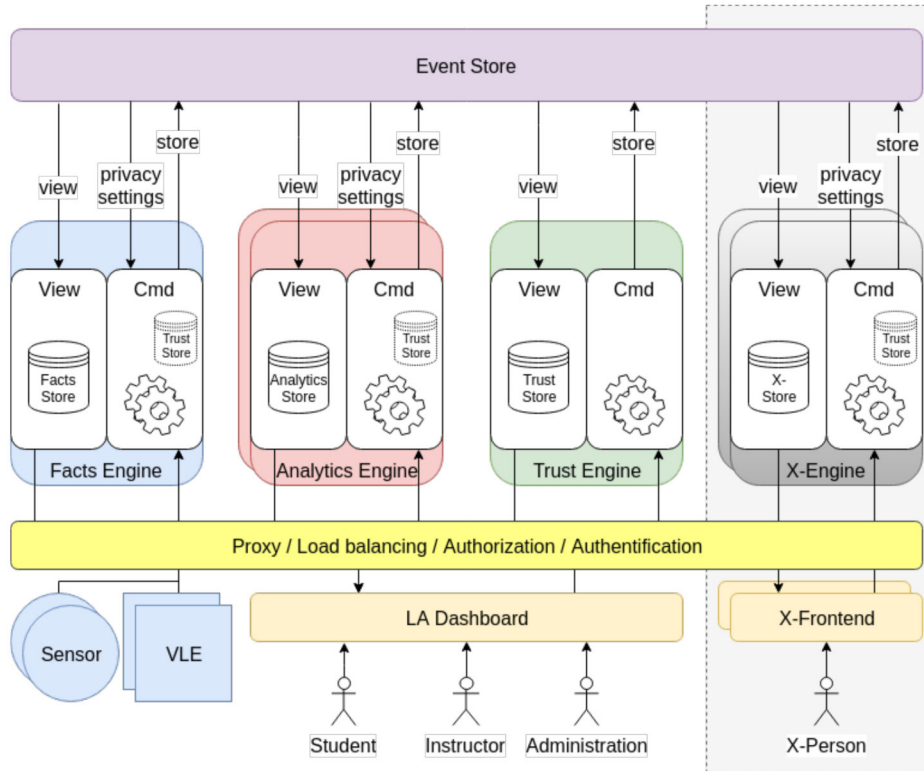 Event Store
store
store
store
store
view
privacy
settings
view
privacy
settings
view
view
privacy
settings
View
Cmd
View
Cmd
View
Cmd
View
Cmd
Trust
Store
Trust
Store
Trust
Store
Facts
Store
Analytics
Store
Trust
Store
X-
Store
Facts Engine
Analytics Engine
Trust Engine
X-Engine
Proxy / Load balancing / Authorization / Authentification
Sensor
VLE
LA Dashboard
X-Frontend
Student
Instructor
Administration
X-Person